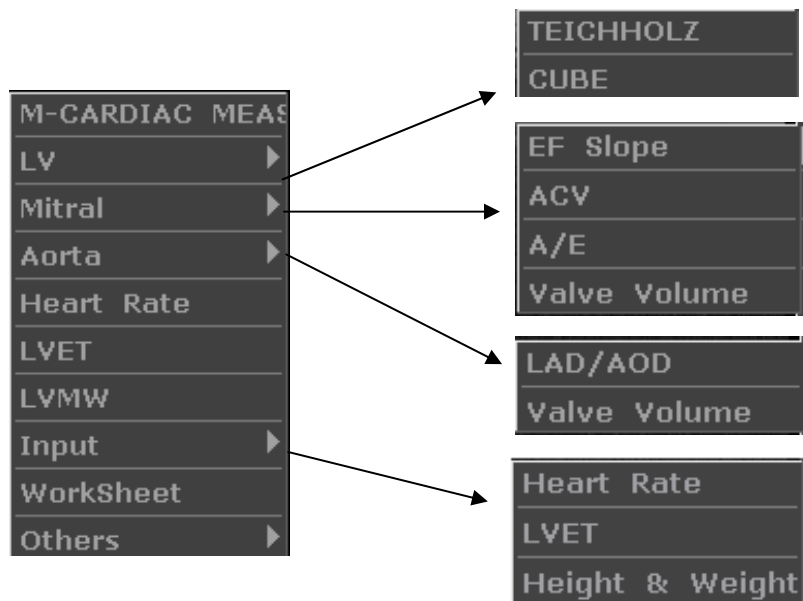 M-CARDIAC MEAS
LV
Mitral
Aorta
Heart Rate
LVET
LVMW
Input
WorkSheet
Others
TEICHHOLZ
CUBE
EF Slope
ACV
A/E
Valve Volume
LAD/AOD
Valve Volume
Heart Rate
LVET
Height & Weight